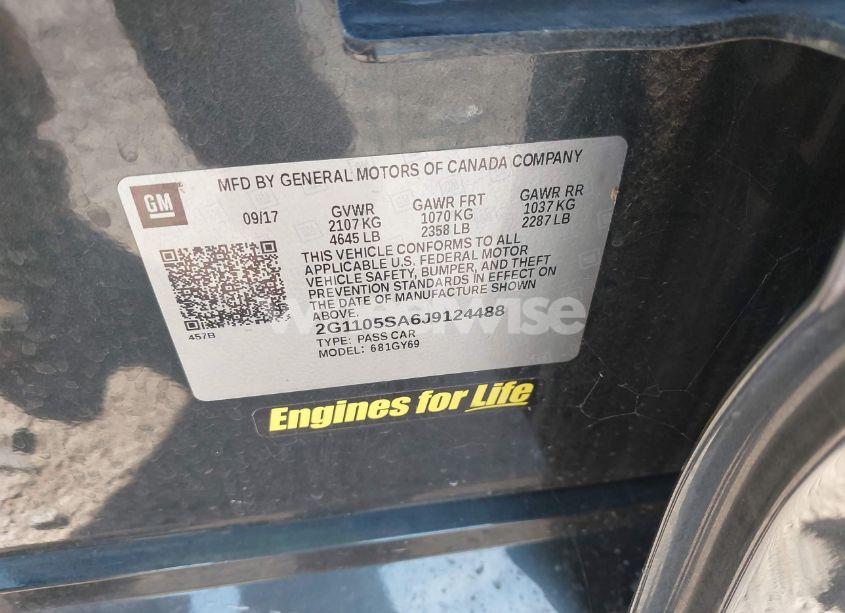 GM
MFD BY GENERAL MOTORS OF CANADA COMPANY
09/17
GVWR
2107 KG
4645 LB
GAWR FRT
1070 KG
2358 LB
GAWR RR
1037 KG
2287 LB
THIS VEHICLE CONFORMS TO ALL
APPLICABLE U.S. FEDERAL MOTOR
VEHICLE SAFETY, BUMPER, AND THEFT
PREVENTION STANDARDS IN EFFECT ON
THE DATE OF MANUFACTURE SHOWN
ABOVE.
457B
2G1105SA6J9124488
TYPE: PASS CAR
MODEL: 681GY69
Engines for Life